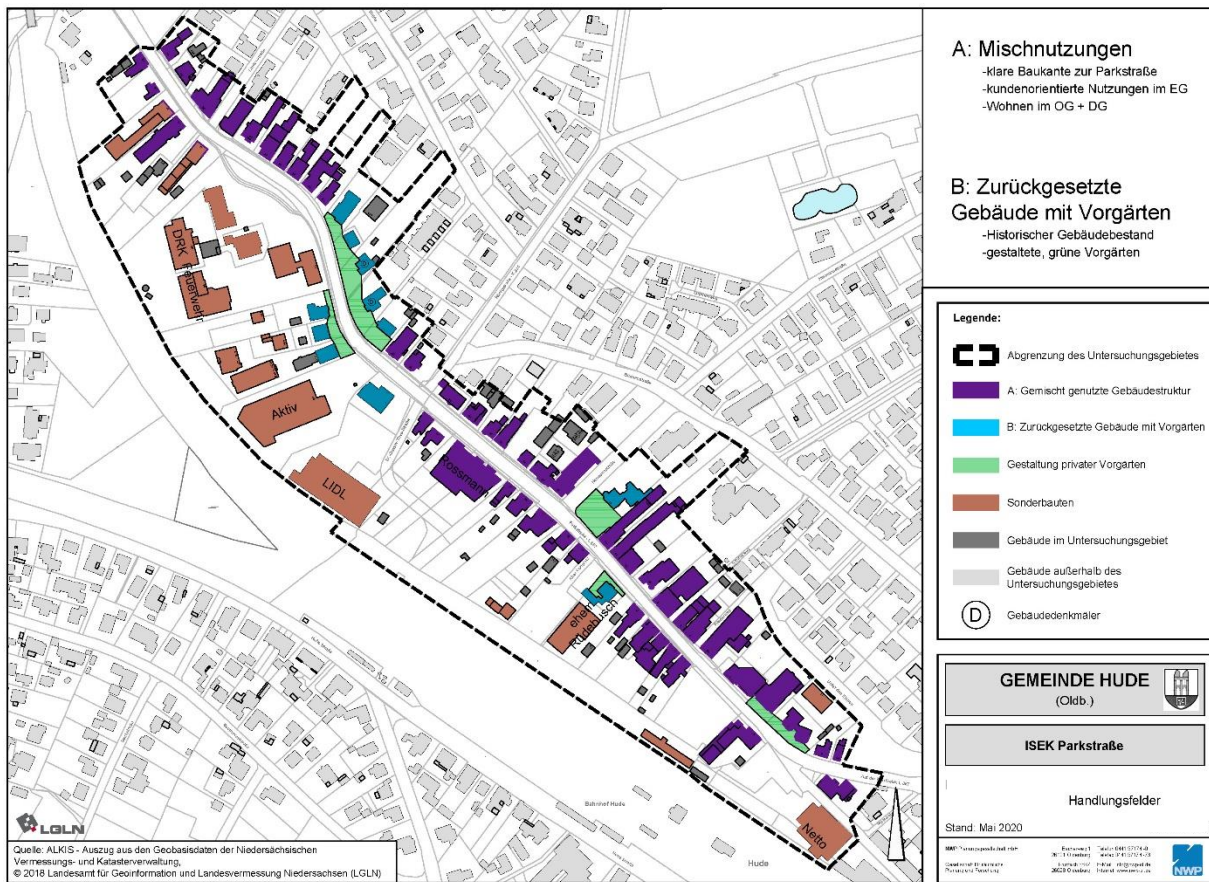 A: Mischnutzungen
-klare Baukante zur Parkstraße
-kundenorientierte Nutzungen im EG
-Wohnen im OG + DG
B: Zurückgesetzte
Gebäude mit Vorgärten
-Historischer Gebäudebestand
-gestaltete, grüne Vorgärten
Legende:
Abgrenzung des Untersuchungsgebietes
A: Gemischt genutzte Gebäudestruktur
B: Zurückgesetzte Gebäude mit Vorgärten
Gestaltung privater Vorgärten
Sonderbauten
Gebäude im Untersuchungsgebiet
Gebäude außerhalb des
Untersuchungsgebietes
D
Gebäudedenkmäler
GEMEINDE HUDE
(Oldb.)
ISEK Parkstraße
Handlungsfelder
Stand: Mai 2020
NWP
DRK
Feuerwehr
Aktiv
LIDL
Rossmann
ehem.
Rüdebusch
Netto
Bahnhof Hude
Hude
LGLN
Quelle: ALKIS - Auszug aus den Geobasisdaten der Niedersächsischen
Vermessungs- und Katasterverwaltung,
© 2018 Landesamt für Geoinformation und Landesvermessung Niedersachsen (LGLN)